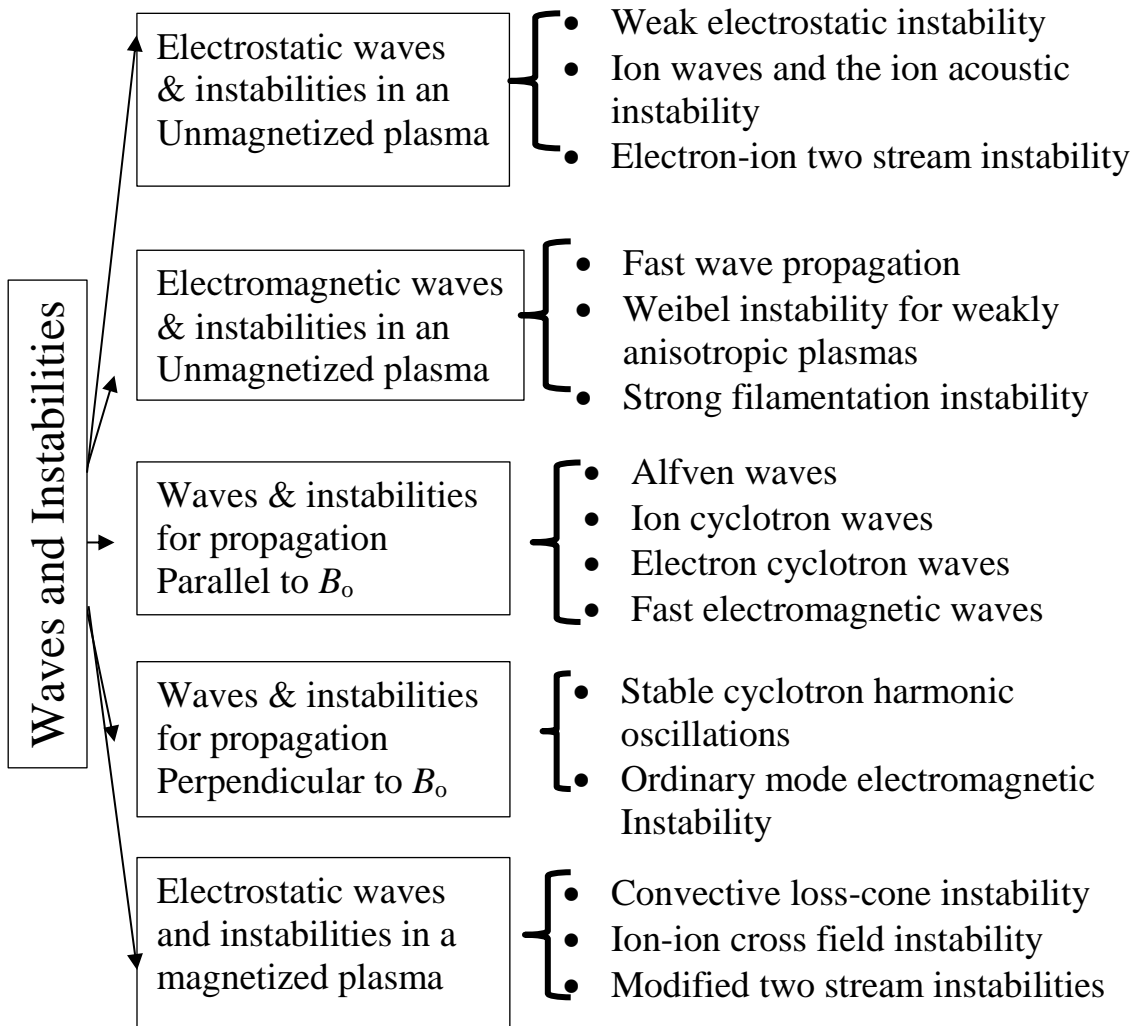 Waves and Instabilities
Electrostatic waves
& instabilities in an
Unmagnetized plasma
• Weak electrostatic instability
• Ion waves and the ion acoustic
instability
• Electron-ion two stream instability
Electromagnetic waves
& instabilities in an
Unmagnetized plasma
• Fast wave propagation
• Weibel instability for weakly
anisotropic plasmas
• Strong filamentation instability
Waves & instabilities
for propagation
Parallel to Bₒ
• Alfven waves
• Ion cyclotron waves
• Electron cyclotron waves
• Fast electromagnetic waves
Waves & instabilities
for propagation
Perpendicular to Bₒ
• Stable cyclotron harmonic
oscillations
• Ordinary mode electromagnetic
Instability
Electrostatic waves
and instabilities in a
magnetized plasma
• Convective loss-cone instability
• Ion-ion cross field instability
• Modified two stream instabilities